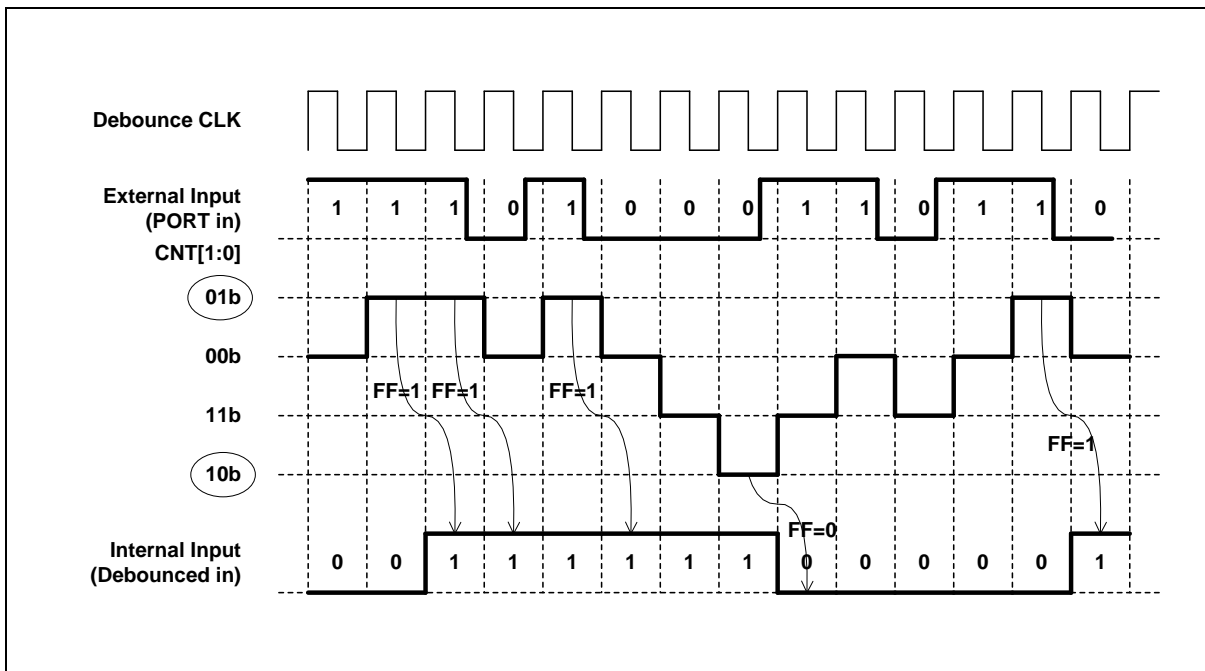 Debounce CLK
External Input
(PORT in)
1 1 1 0 1 0 0 0 1 1 0 1 1 0
CNT[1:0]
01b
00b
FF=1 FF=1 FF=1
11b
FF=1
10b
FF=0
Internal Input
(Debounced in)
0 0 1 1 1 1 1 1 0 0 0 0 0 1